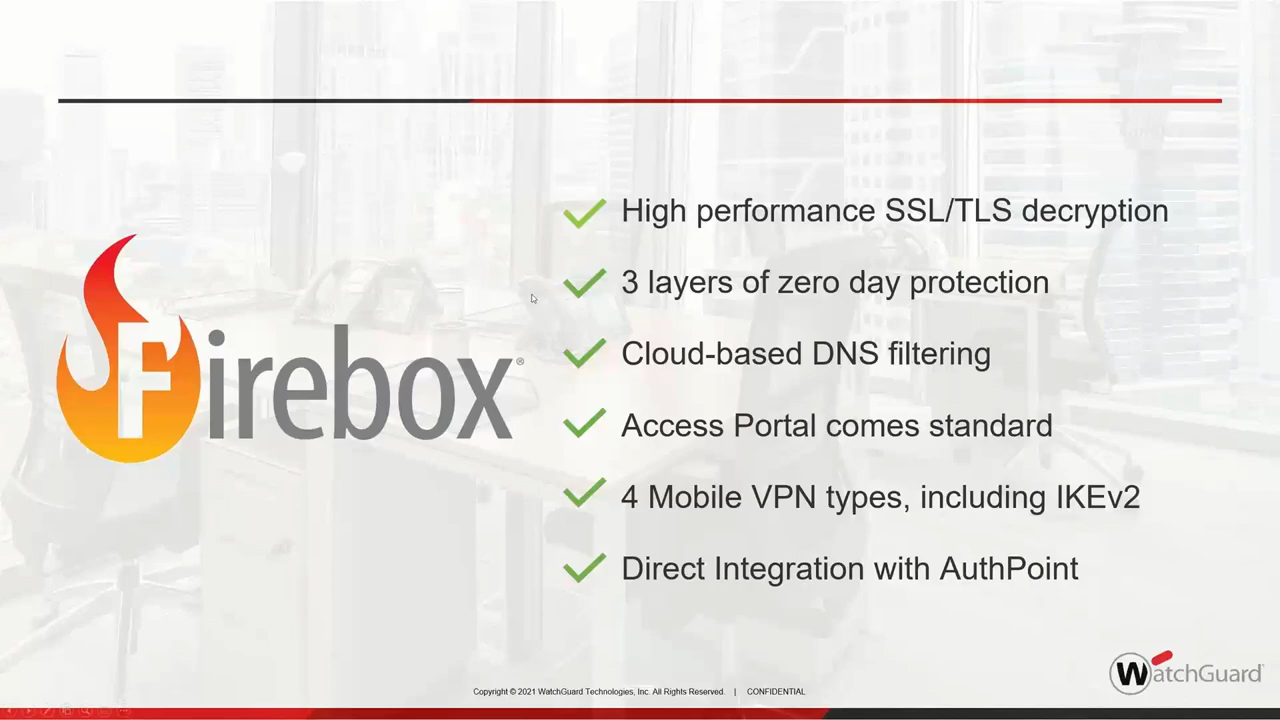 Firebox®
High performance SSL/TLS decryption
3 layers of zero day protection
Cloud-based DNS filtering
Access Portal comes standard
4 Mobile VPN types, including IKEv2
Direct Integration with AuthPoint
WatchGuard
Copyright © 2021 WatchGuard Technologies, Inc. All Rights Reserved. | CONFIDENTIAL